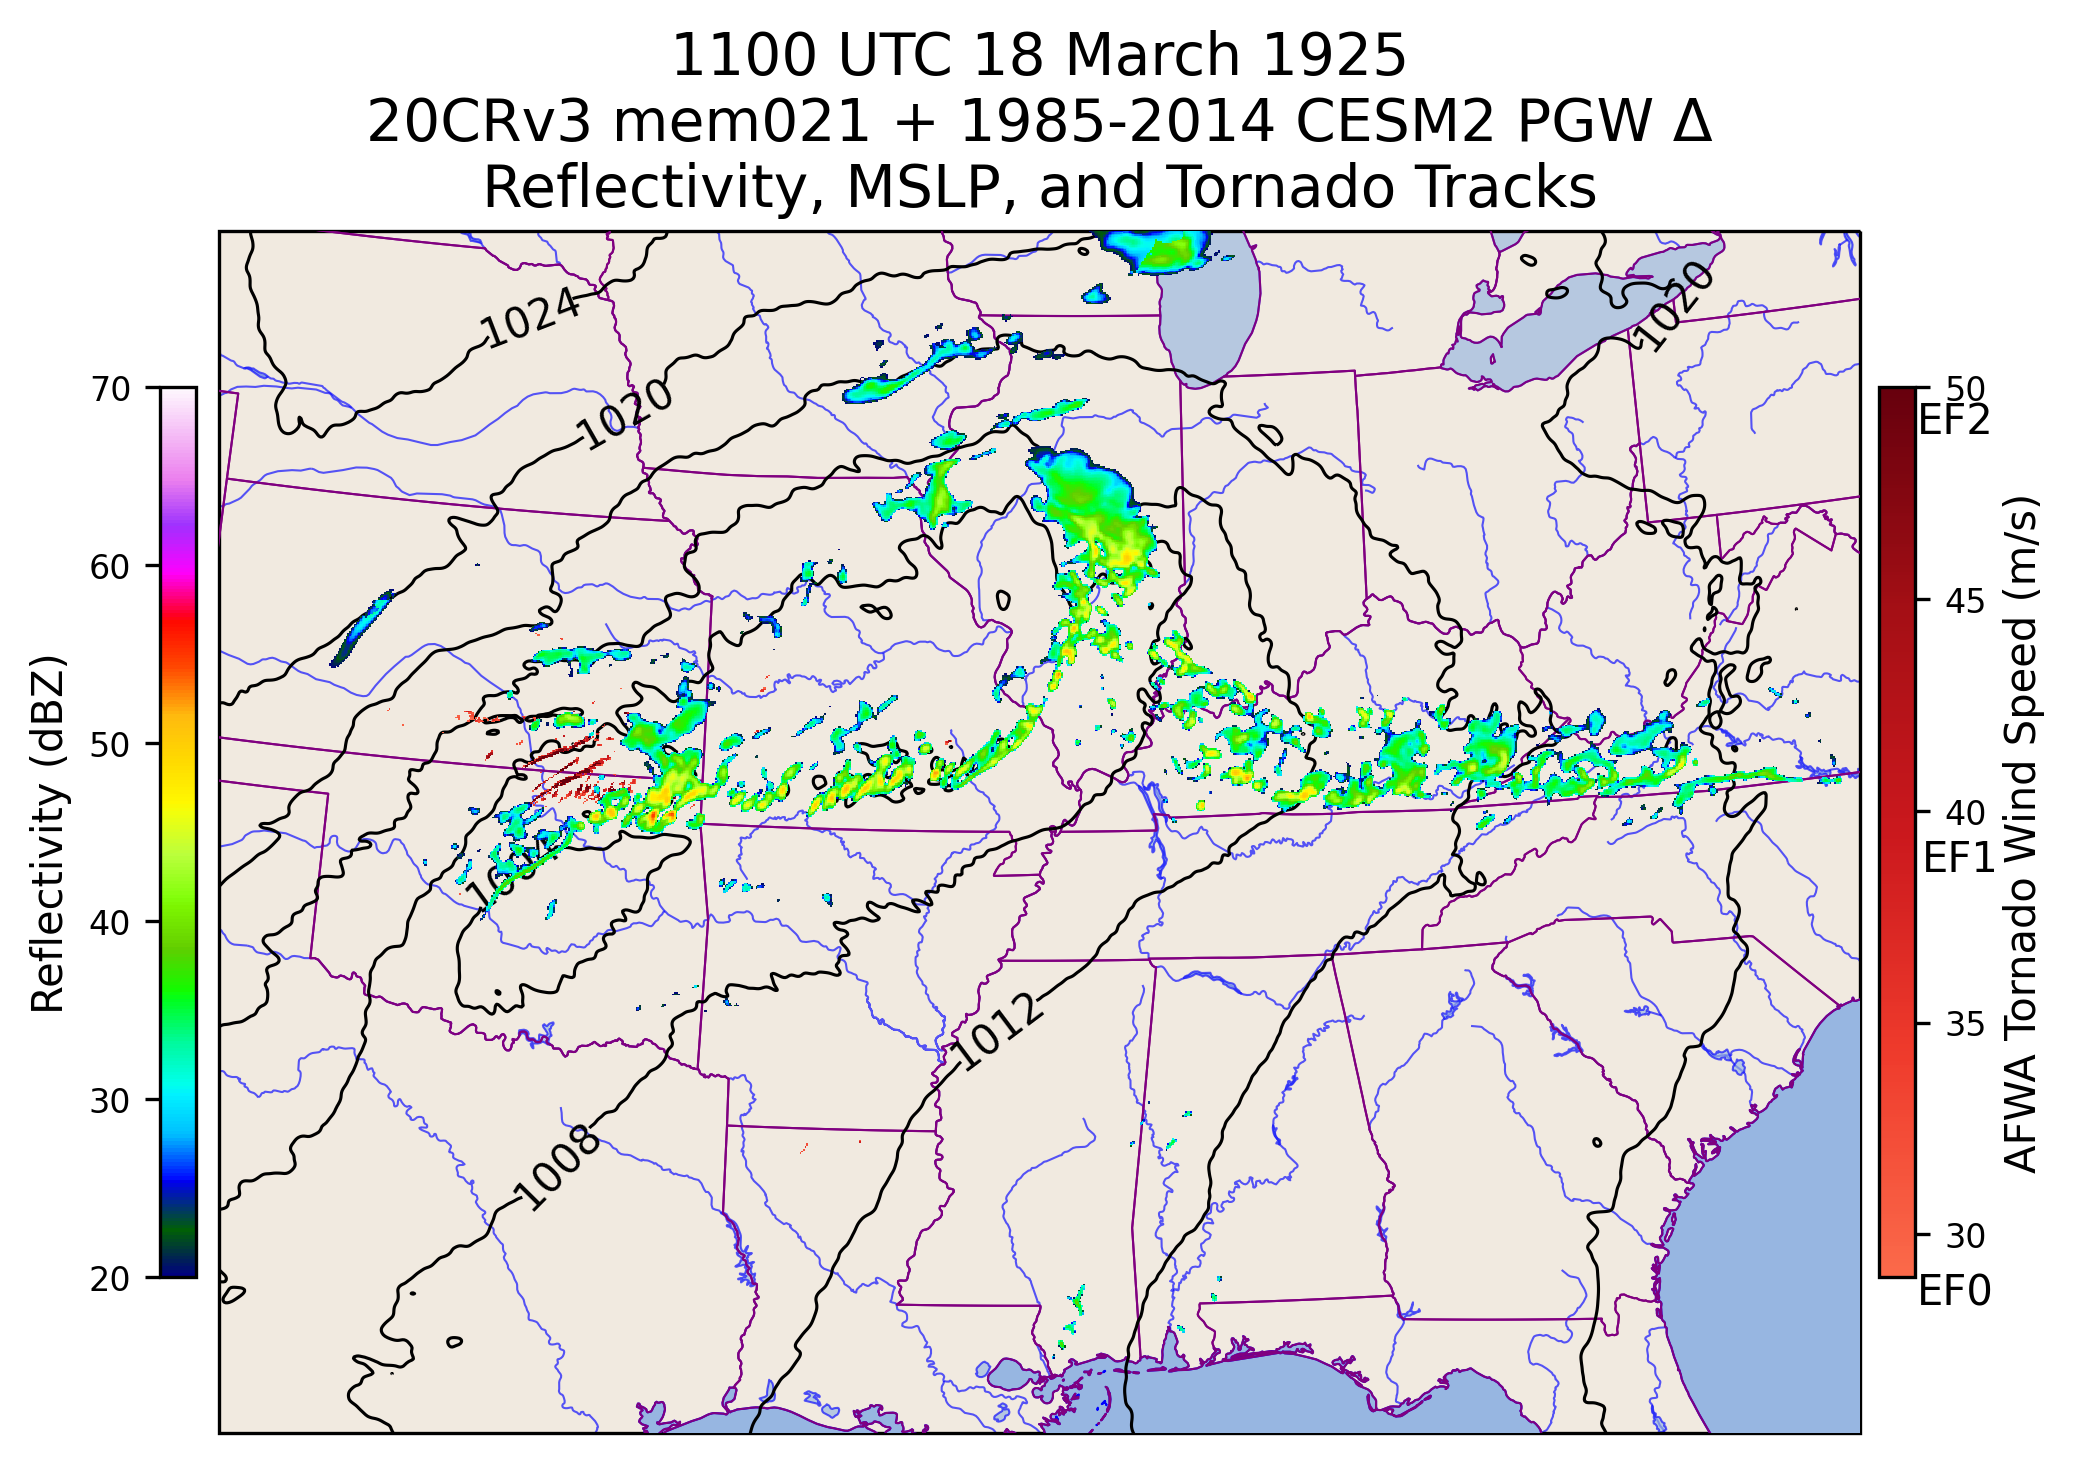 1100 UTC 18 March 1925
20CRv3 mem021 + 1985-2014 CESM2 PGW Δ
Reflectivity, MSLP, and Tornado Tracks
1024
1020
1020
1008
1012
70
60
50
40
30
20
Reflectivity (dBZ)
50
EF2
45
40
EF1
35
30
EF0
AFWA Tornado Wind Speed (m/s)